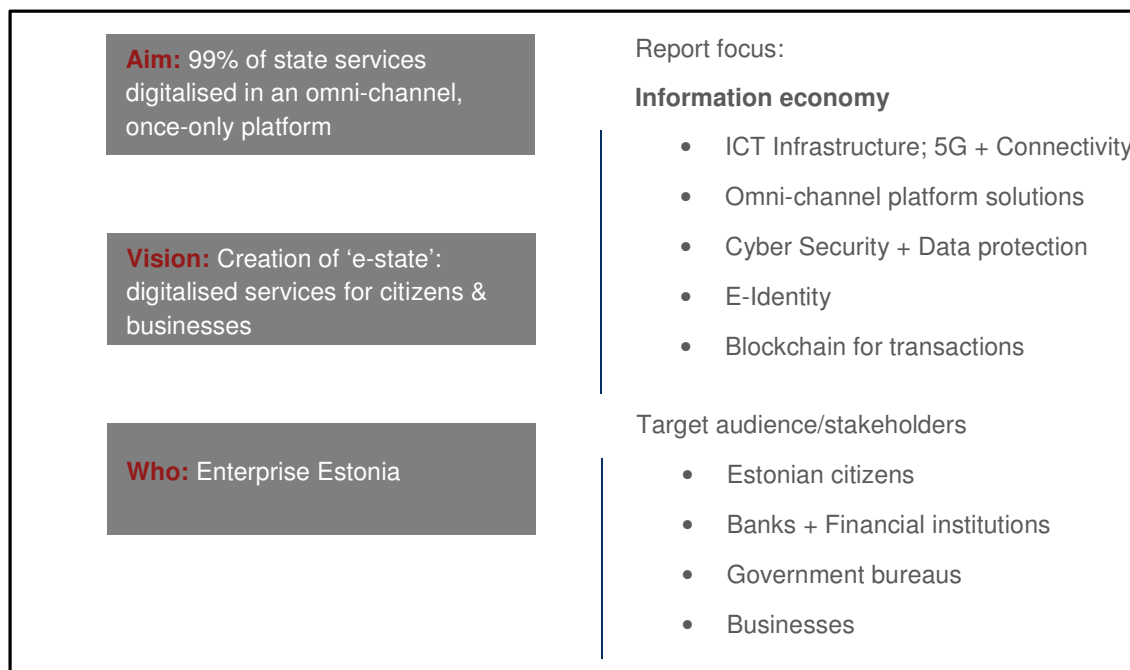 Aim: 99% of state services
digitalised in an omni-channel,
once-only platform
Vision: Creation of ‘e-state’:
digitalised services for citizens &
businesses
Who: Enterprise Estonia
Report focus:
Information economy
• ICT Infrastructure; 5G + Connectivity
• Omni-channel platform solutions
• Cyber Security + Data protection
• E-Identity
• Blockchain for transactions
Target audience/stakeholders
• Estonian citizens
• Banks + Financial institutions
• Government bureaus
• Businesses